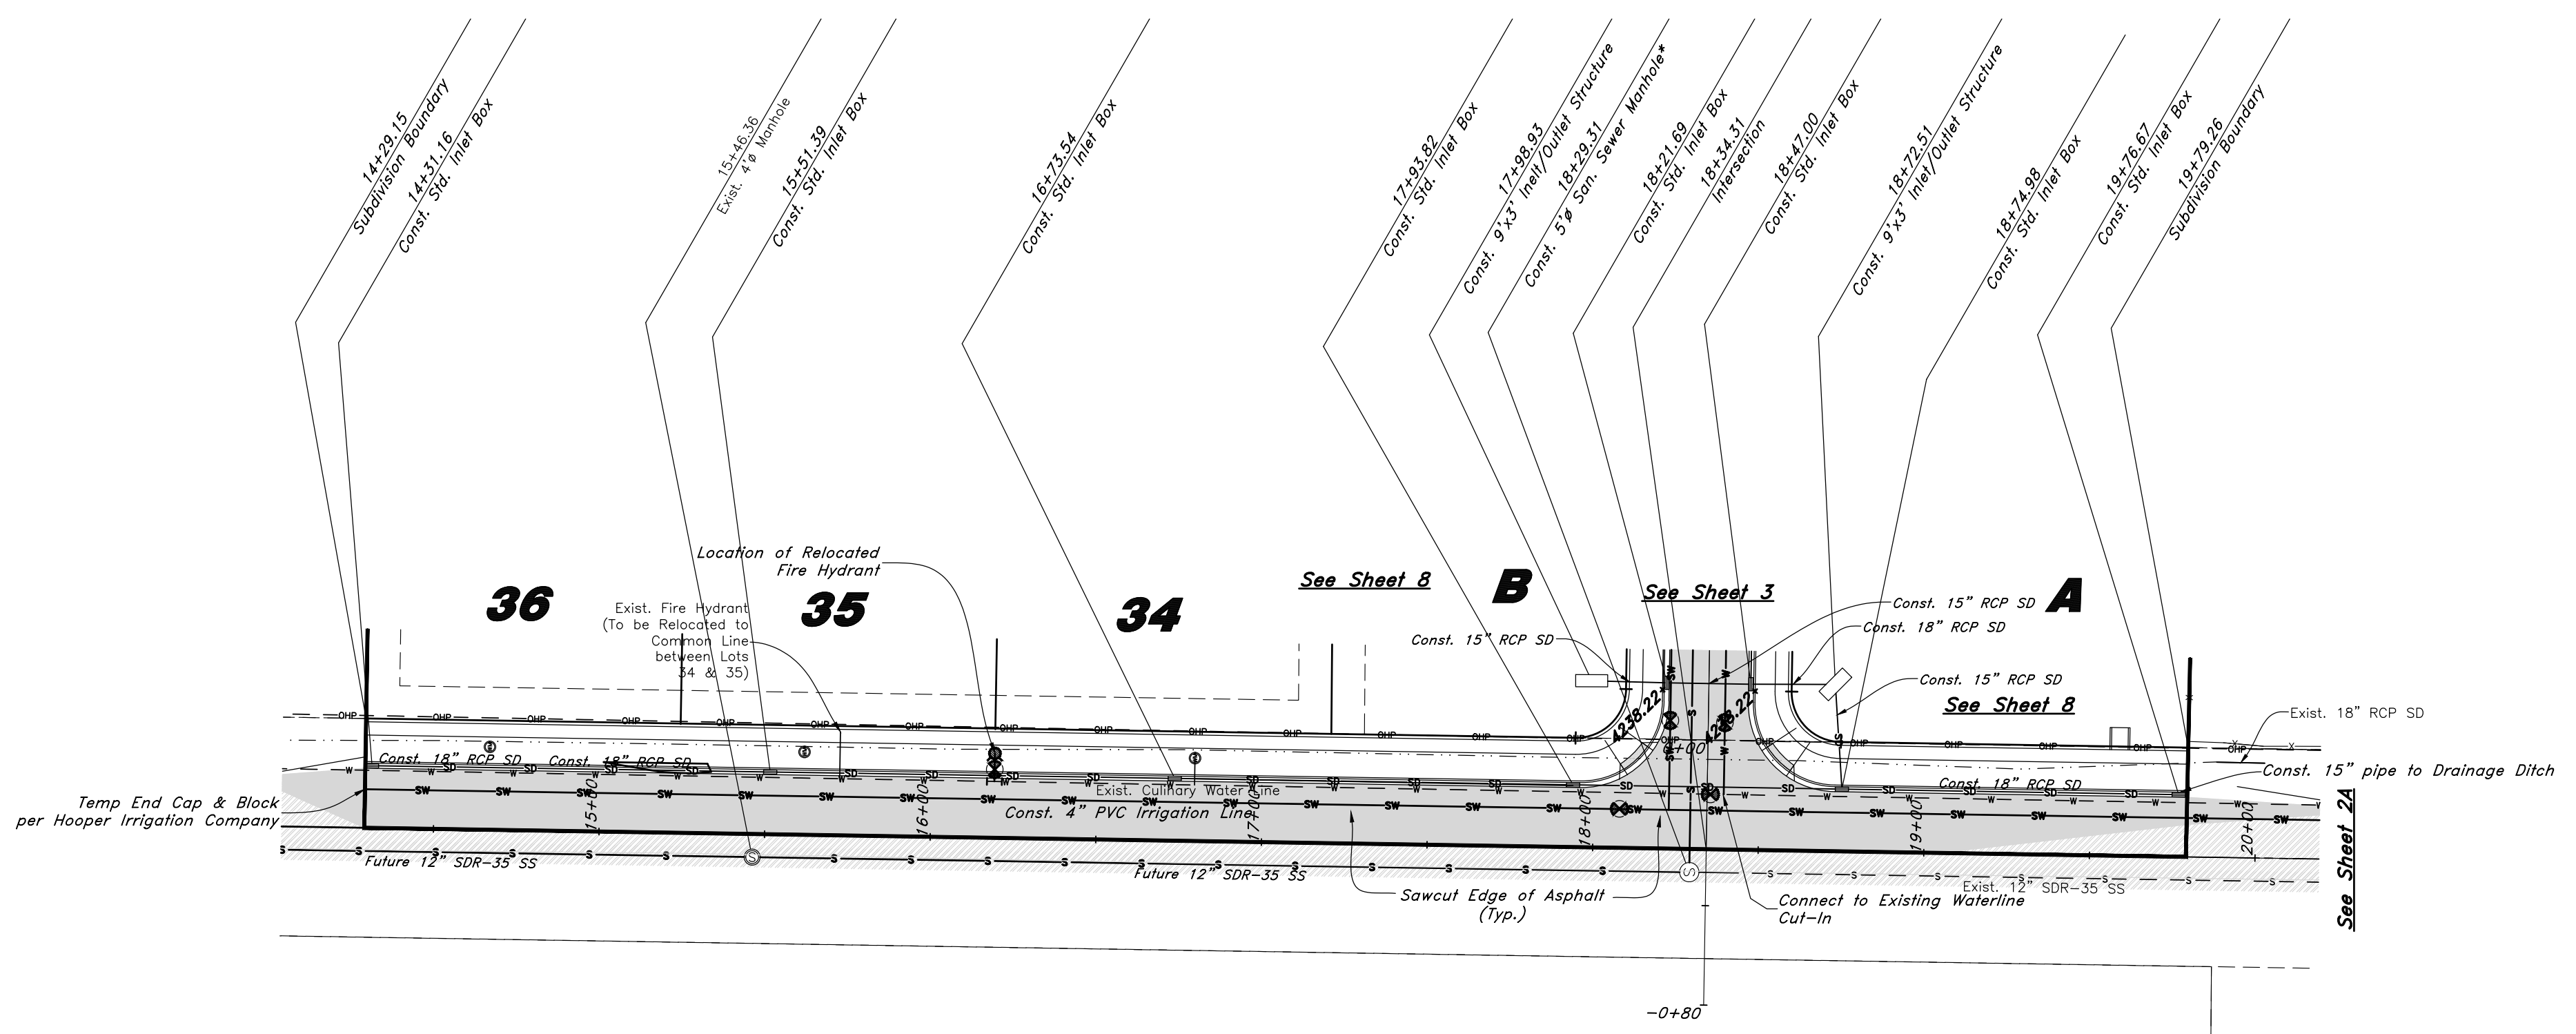 14+29.15
Subdivision Boundary
14+31.16
Const. Std. Inlet Box
15+46.36
Exist. 4'ø Manhole
15+51.39
Const. Std. Inlet Box
16+73.54
Const. Std. Inlet Box
17+93.82
Const. Std. Inlet Box
17+98.93
Const. 9'x3' Inelt/Outlet Structure
18+29.31
Const. 5'ø San. Sewer Manhole*
18+21.69
Const. Std. Inlet Box
18+34.31
Intersection
18+47.00
Const. Std. Inlet Box
18+72.51
Const. 9'x3' Inlet/Outlet Structure
18+74.98
Const. Std. Inlet Box
19+76.67
Const. Std. Inlet Box
19+79.26
Subdivision Boundary
Location of Relocated
Fire Hydrant
36
Exist. Fire Hydrant
(To be Relocated to
Common Line
between Lots
34 & 35)
35
34
See Sheet 8
B
See Sheet 3
A
Const. 15" RCP SD
Const. 18" RCP SD
Const. 15" RCP SD
Const. 15" RCP SD
See Sheet 8
Exist. 18" RCP SD
4238.22
4238.22
0+00
Const. 18" RCP SD
Const. 18" RCP SD
Const. 18" RCP SD
Const. 15" pipe to Drainage Ditch
Temp End Cap & Block
per Hooper Irrigation Company
Exist. Culinary Water Line
Const. 4" PVC Irrigation Line
15+00
16+00
17+00
18+00
19+00
20+00
Future 12" SDR-35 SS
Future 12" SDR-35 SS
Exist. 12" SDR-35 SS
Sawcut Edge of Asphalt
(Typ.)
Connect to Existing Waterline
Cut-In
See Sheet 2A
-0+80